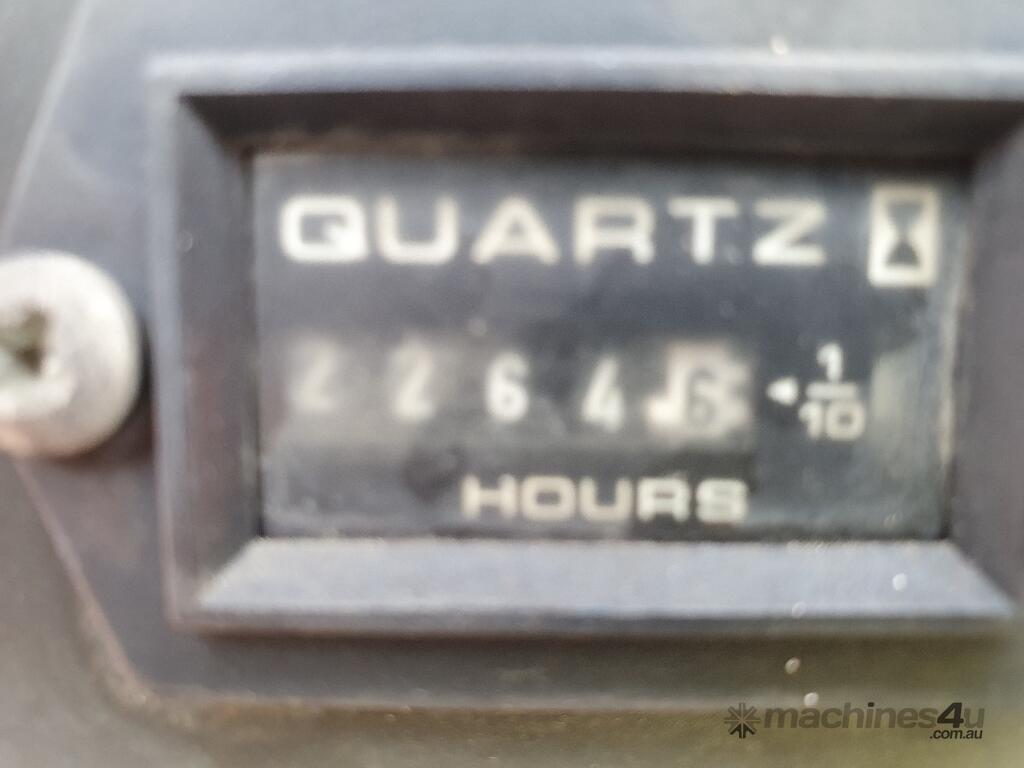 QUARTZ
2 2 6 4 6 1/10
HOURS
machines4u
.com.au